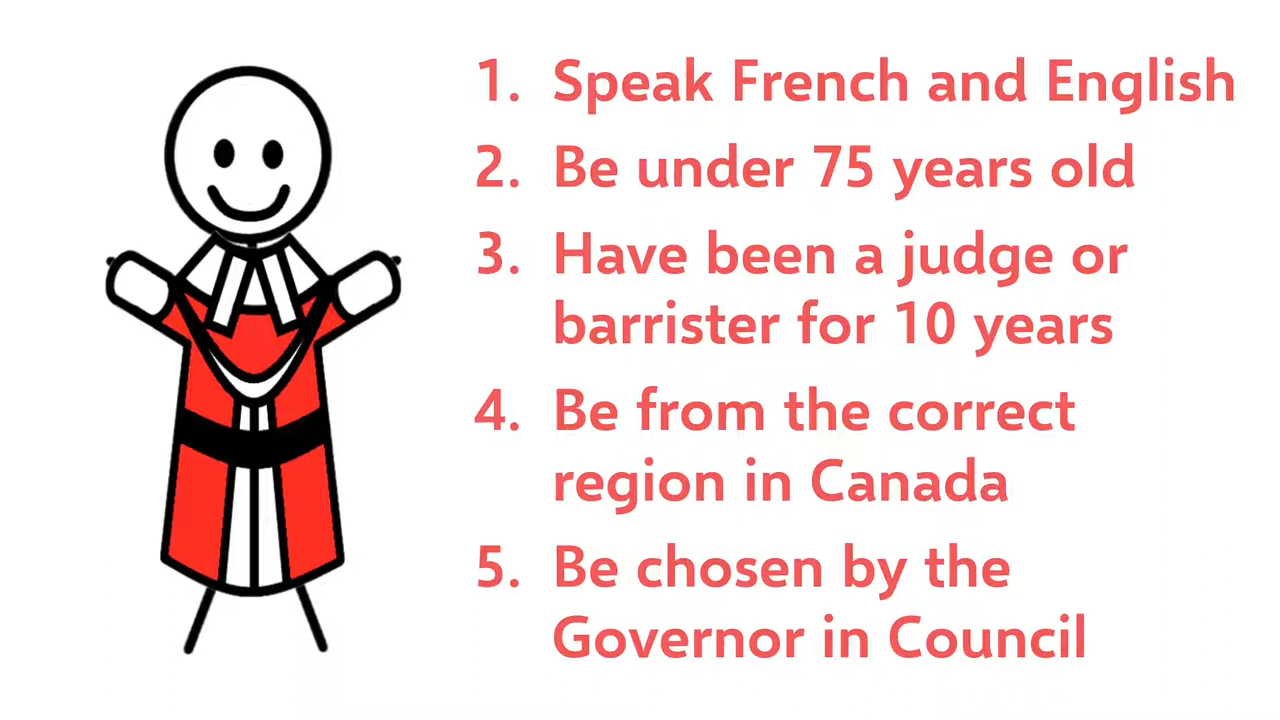 1. Speak French and English
2. Be under 75 years old
3. Have been a judge or
barrister for 10 years
4. Be from the correct
region in Canada
5. Be chosen by the
Governor in Council